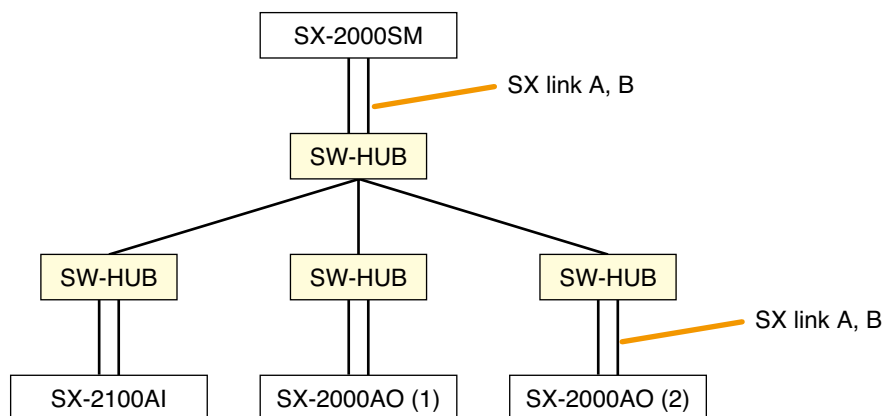 SX-2000SM
SX link A, B
SW-HUB
SW-HUB
SW-HUB
SW-HUB
SX link A, B
SX-2100AI
SX-2000AO (1)
SX-2000AO (2)